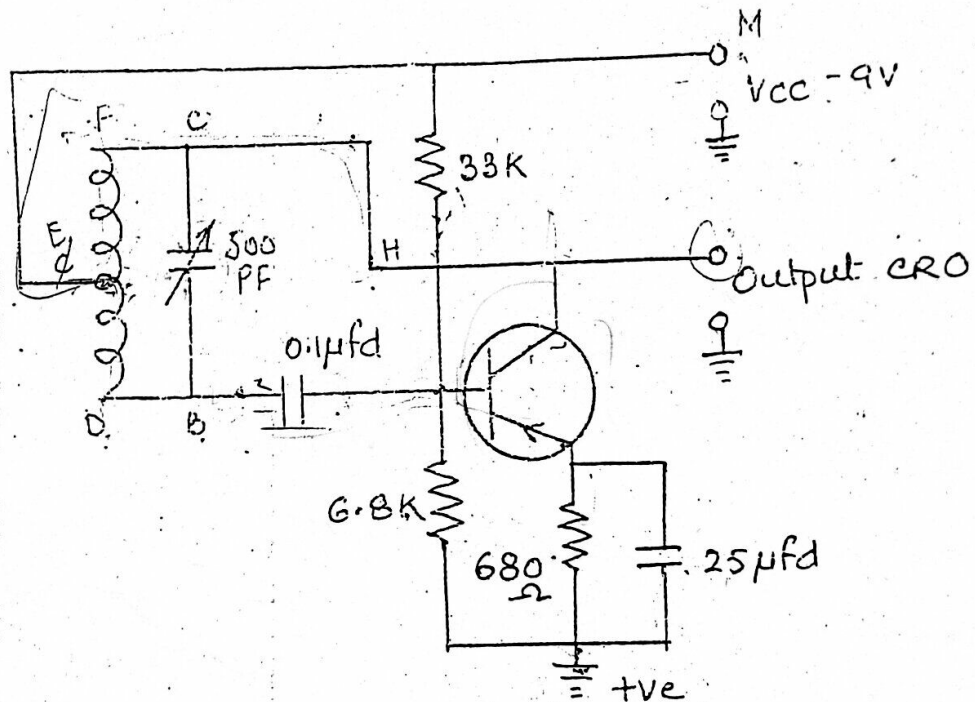 M
VCC -9V
F C
33K
E
500
PF
H
Output CRO
0.1µfd
D. B.
6.8K
680
Ω
25µfd
+ve